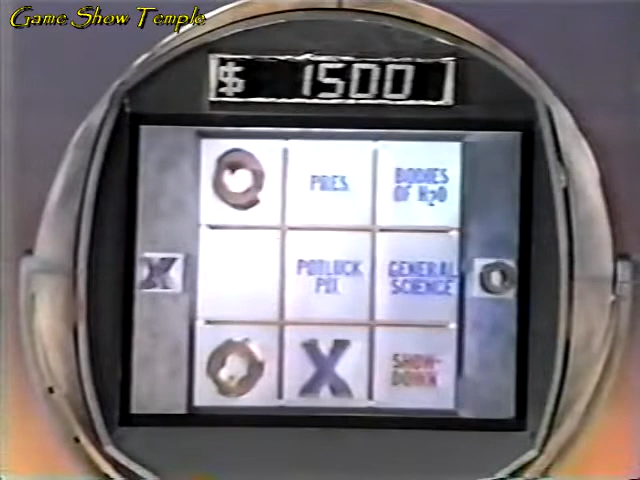 Game Show Temple
$ 1500
O PRES. BODIES
OF H2O
X POTLUCK GENERAL O
PIX SCIENCE
O X SHOW-
DOWN